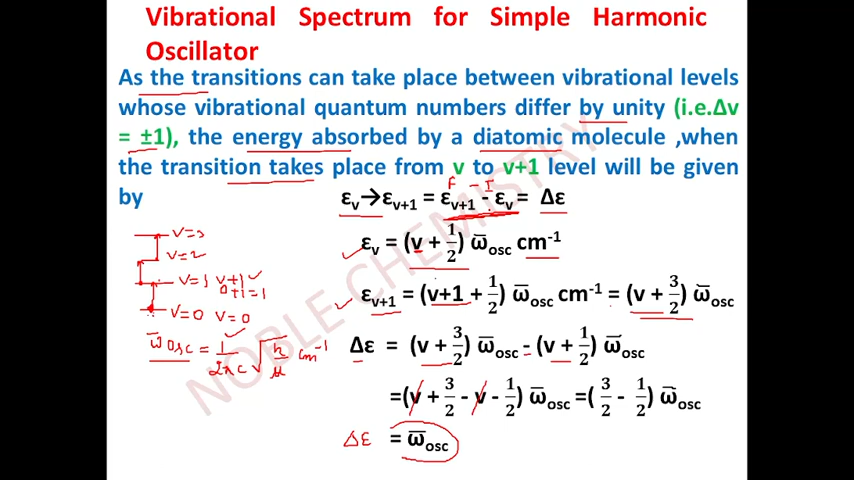 Vibrational Spectrum for Simple Harmonic
Oscillator
As the transitions can take place between vibrational levels
whose vibrational quantum numbers differ by unity (i.e.Δv
= ±1), the energy absorbed by a diatomic molecule ,when
the transition takes place from v to v+1 level will be given
by
F - I
εv→εv+1 = εv+1 - εv = Δε
εv = (v + 1/2) ω̅osc cm-1
εv+1 = (v+1 + 1/2) ω̅osc cm-1 = (v + 3/2) ω̅osc
Δε = (v + 3/2) ω̅osc - (v + 1/2) ω̅osc
=(v + 3/2 - v - 1/2) ω̅osc =( 3/2 - 1/2) ω̅osc
Δε = ω̅osc
v=3
v=2
v=1 v+1 ✓
0+1=1
v=0 v=0
ω̅osc = 1/2πc √k/μ cm-1
NOBLE CHEMISTRY